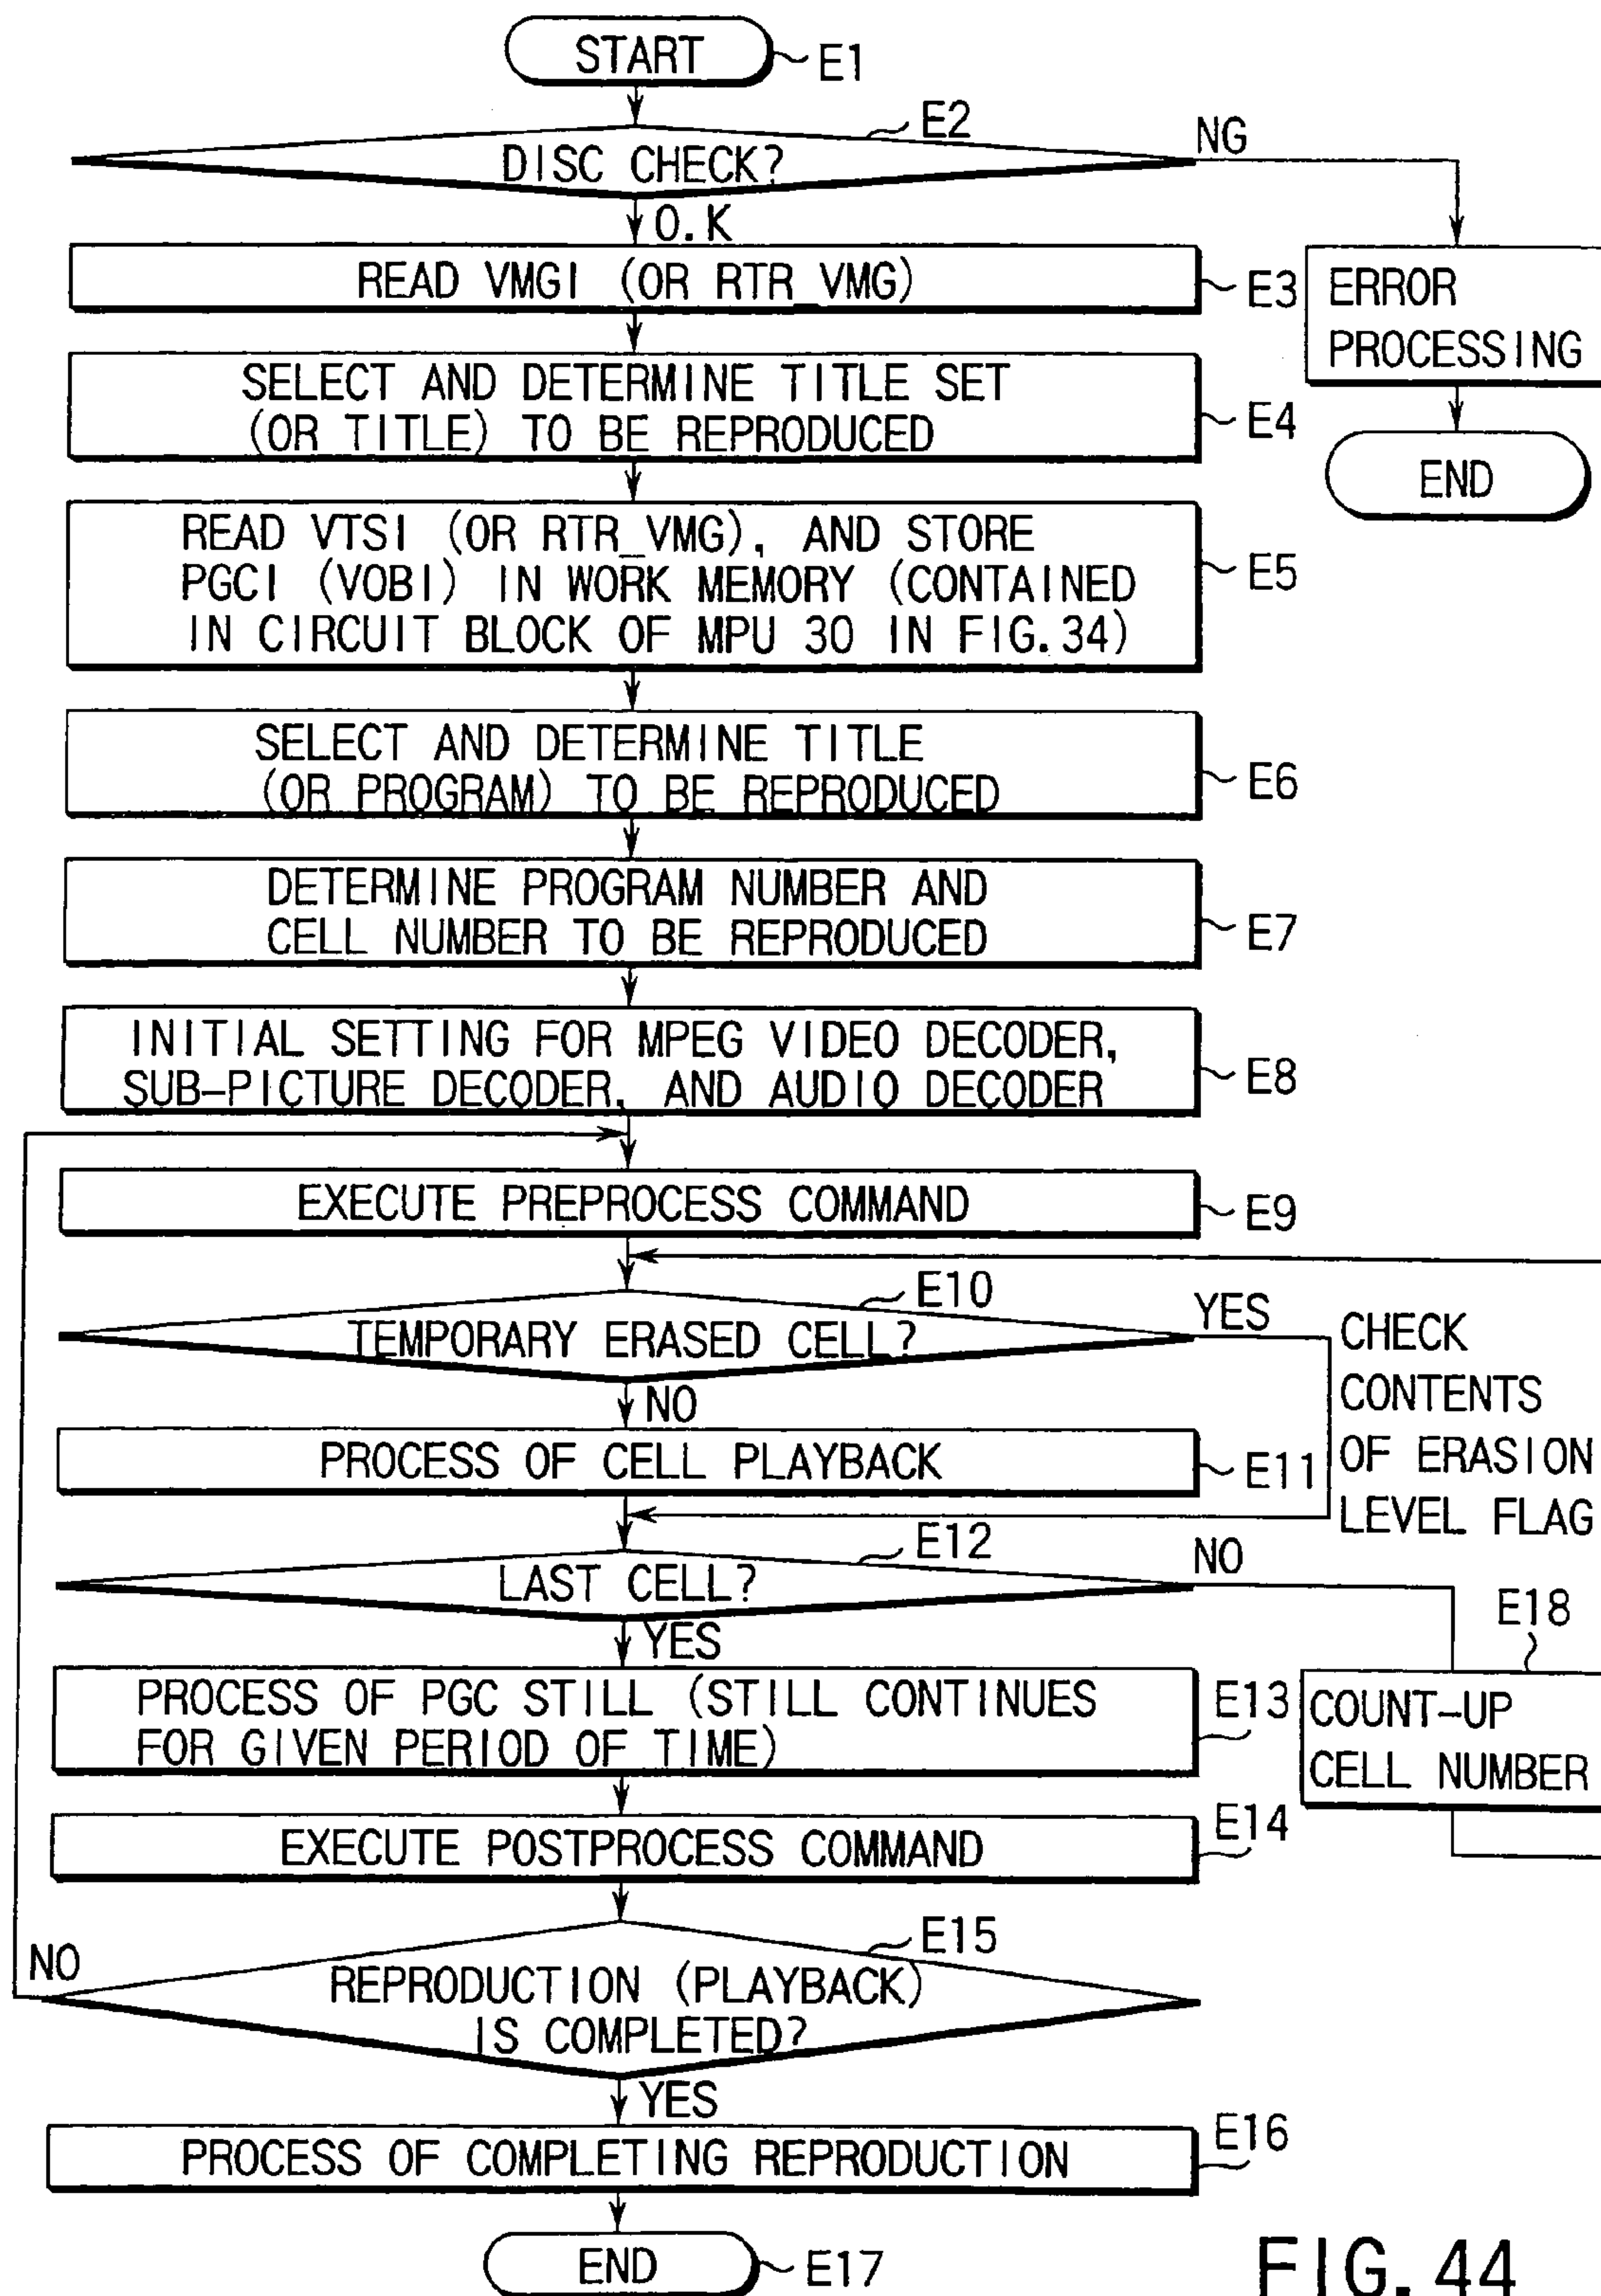 START
E1
E2
DISC CHECK?
NG
O.K
READ VMGI (OR RTR_VMG)
E3
ERROR
PROCESSING
END
SELECT AND DETERMINE TITLE SET
(OR TITLE) TO BE REPRODUCED
E4
READ VTSI (OR RTR_VMG), AND STORE
PGCI (VOBI) IN WORK MEMORY (CONTAINED
IN CIRCUIT BLOCK OF MPU 30 IN FIG.34)
E5
SELECT AND DETERMINE TITLE
(OR PROGRAM) TO BE REPRODUCED
E6
DETERMINE PROGRAM NUMBER AND
CELL NUMBER TO BE REPRODUCED
E7
INITIAL SETTING FOR MPEG VIDEO DECODER,
SUB-PICTURE DECODER, AND AUDIO DECODER
E8
EXECUTE PREPROCESS COMMAND
E9
E10
TEMPORARY ERASED CELL?
YES
CHECK
CONTENTS
OF ERASION
LEVEL FLAG
NO
PROCESS OF CELL PLAYBACK
E11
E12
LAST CELL?
NO
YES
E18
COUNT-UP
CELL NUMBER
PROCESS OF PGC STILL (STILL CONTINUES
FOR GIVEN PERIOD OF TIME)
E13
EXECUTE POSTPROCESS COMMAND
E14
E15
NO
REPRODUCTION (PLAYBACK)
IS COMPLETED?
YES
PROCESS OF COMPLETING REPRODUCTION
E16
END
E17
FIG. 44